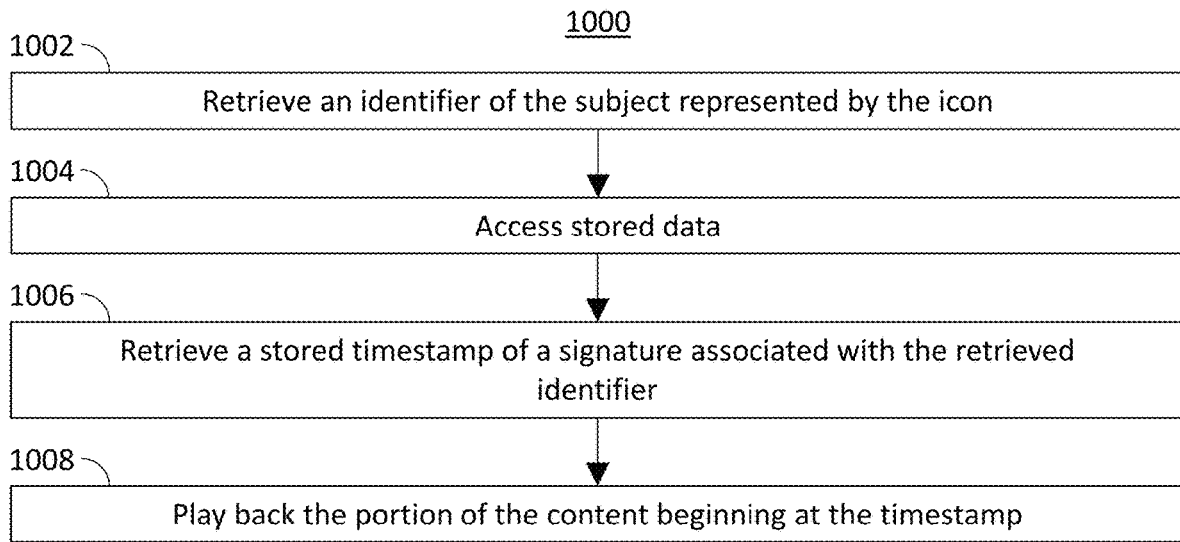 1000
1002
Retrieve an identifier of the subject represented by the icon
1004
Access stored data
1006
Retrieve a stored timestamp of a signature associated with the retrieved
identifier
1008
Play back the portion of the content beginning at the timestamp